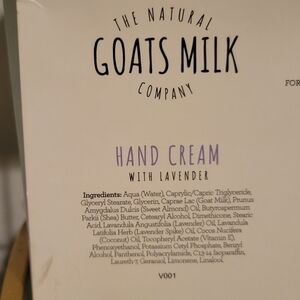 THE NATURAL
GOATS MILK
COMPANY
FOR
HAND CREAM
WITH LAVENDER
Ingredients: Aqua (Water), Caprylic/Capric Triglyceride,
Glyceryl Stearate, Glycerin, Caprae Lac (Goat Milk), Prunus
Amygdalus Dulcis (Sweet Almond) Oil, Butyrospermum
Parkii (Shea) Butter, Cetearyl Alcohol, Dimethicone, Stearic
Acid, Lavandula Angustifolia (Lavender) Oil, Lavandula
Latifolia Herb (Lavender Spike) Oil, Cocos Nucifera
(Coconut) Oil, Tocopheryl Acetate (Vitamin E),
Phenoxyethanol, Potassium Cetyl Phosphate, Benzyl
Alcohol, Panthenol, Polyacrylamide, C13-14 Isoparaffin,
Laureth-7, Geraniol, Limonene, Linalool.
V001